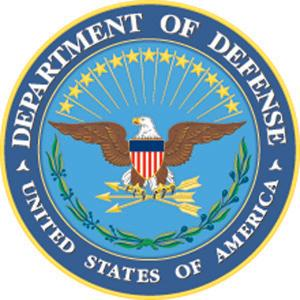 DEPARTMENT OF DEFENSE
UNITED STATES OF AMERICA